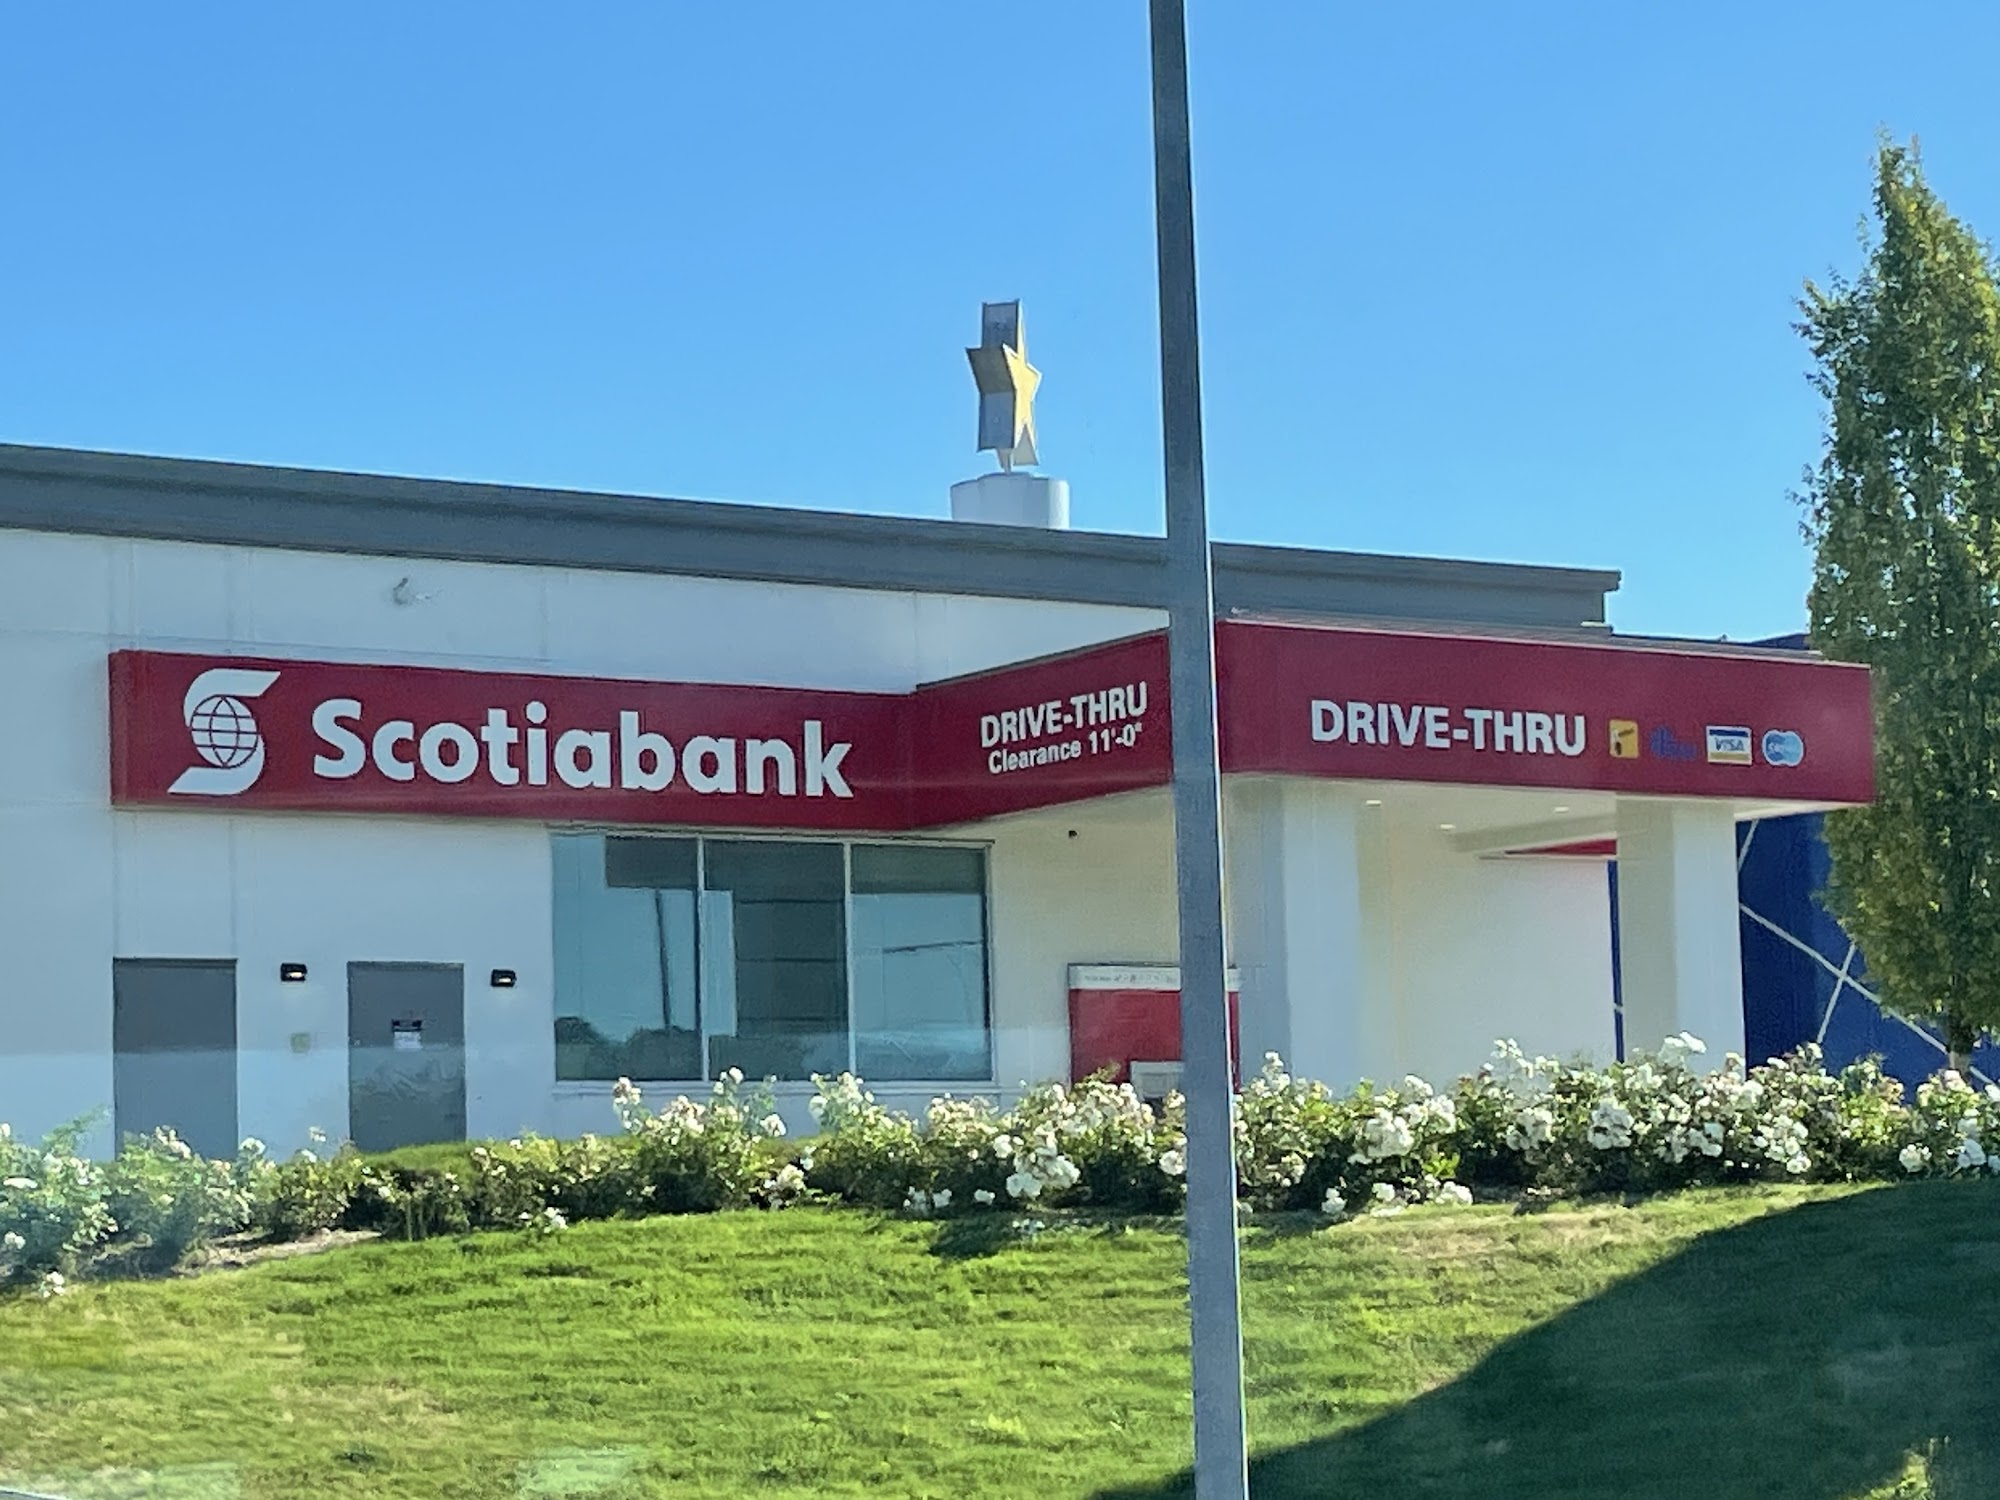 Scotiabank
DRIVE-THRU
Clearance 11'-0"
DRIVE-THRU
VISA